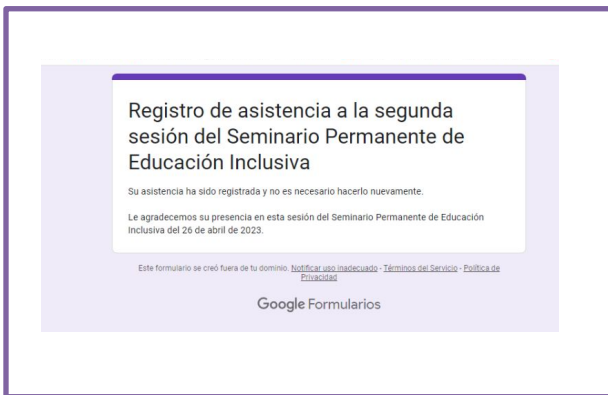 Registro de asistencia a la segunda
sesión del Seminario Permanente de
Educación Inclusiva
Su asistencia ha sido registrada y no es necesario hacerlo nuevamente.
Le agradecemos su presencia en esta sesión del Seminario Permanente de Educación
Inclusiva del 26 de abril de 2023.
Este formulario se creó fuera de tu dominio. Notificar uso inadecuado - Términos del Servicio - Política de
Privacidad
Google Formularios